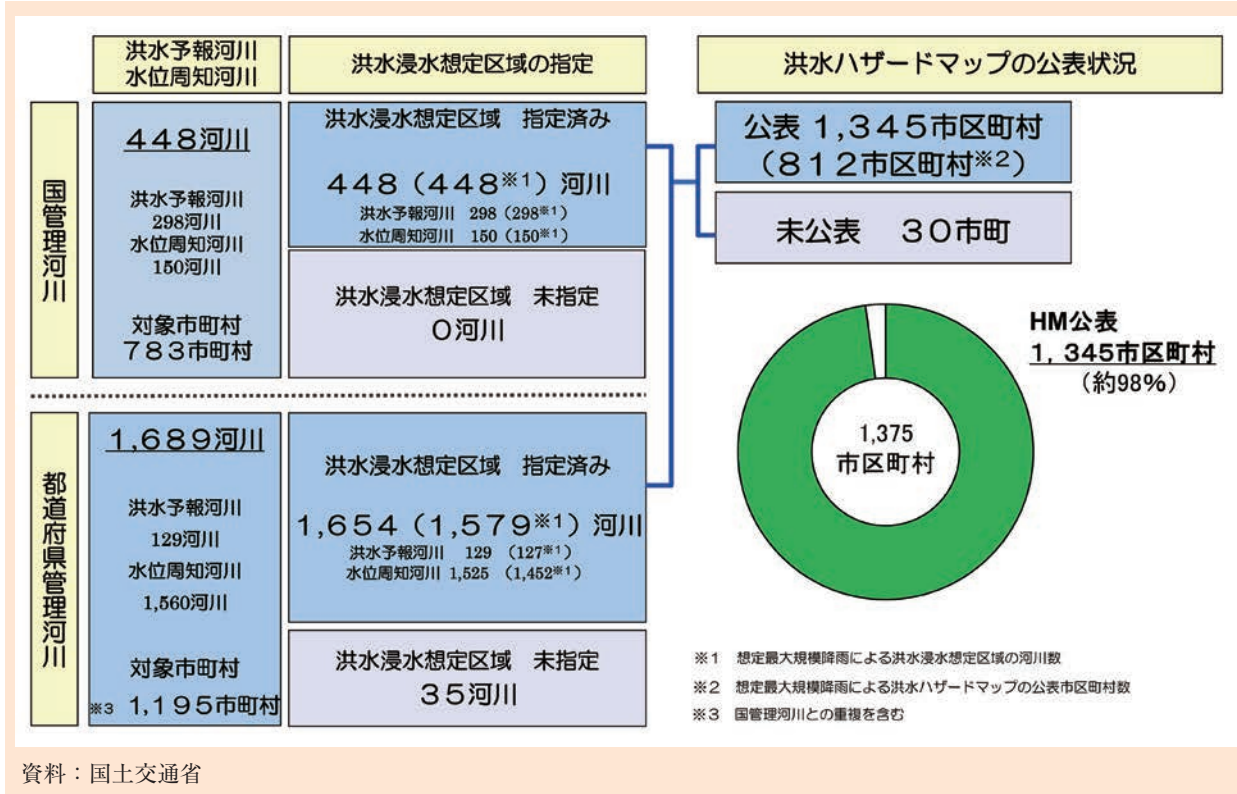 洪水予報河川
水位周知河川
洪水浸水想定区域の指定
洪水ハザードマップの公表状況
国管理河川
448河川
洪水予報河川
298河川
水位周知河川
150河川
対象市町村
783市町村
洪水浸水想定区域 指定済み
448(448※1)河川
洪水予報河川 298(298※1)
水位周知河川 150(150※1)
洪水浸水想定区域 未指定
0河川
都道府県管理河川
1,689河川
洪水予報河川
129河川
水位周知河川
1,560河川
対象市町村
※3 1,195市町村
洪水浸水想定区域 指定済み
1,654(1,579※1)河川
洪水予報河川 129 (127※1)
水位周知河川 1,525 (1,452※1)
洪水浸水想定区域 未指定
35河川
公表 1,345市区町村
(812市区町村※2)
未公表 30市町
HM公表
1,345市区町村
(約98%)
1,375
市区町村
※1 想定最大規模降雨による洪水浸水想定区域の河川数
※2 想定最大規模降雨による洪水ハザードマップの公表市区町村数
※3 国管理河川との重複を含む
資料:国土交通省